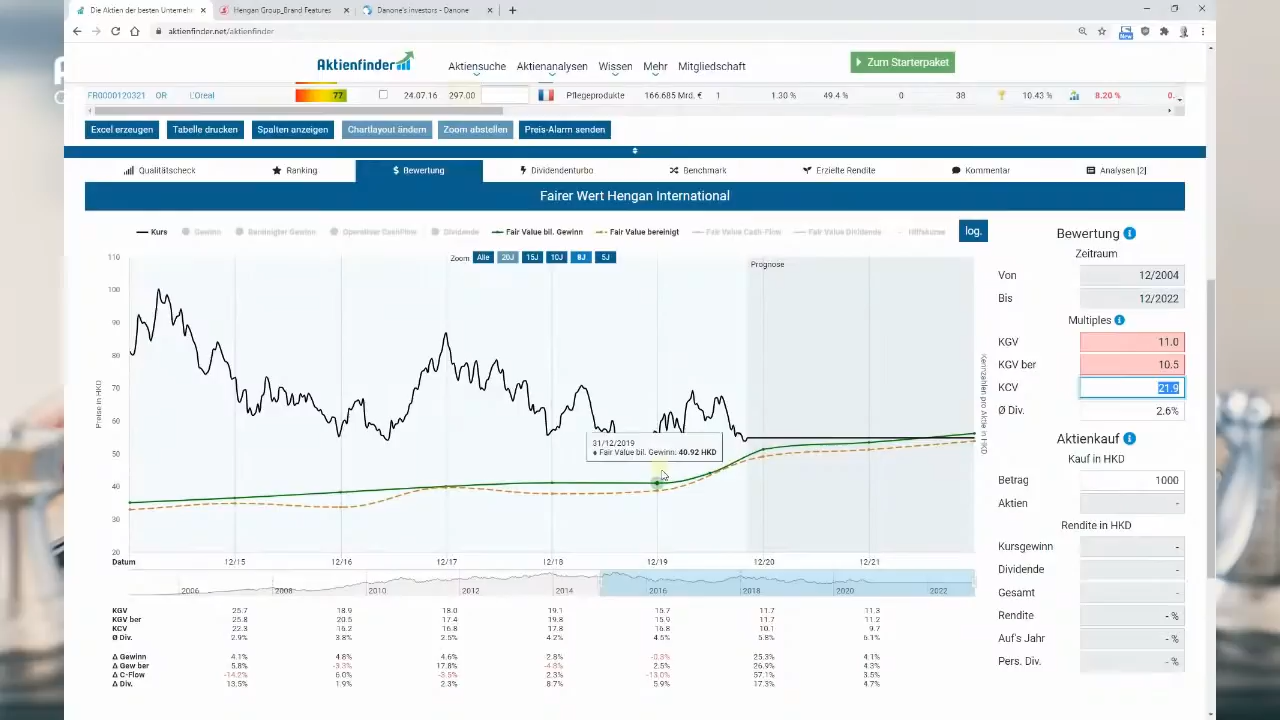 Die Aktien der besten Unternehm
Hengan Group_Brand Features
Danone's investors - Danone
aktienfinder.net/aktienfinder
New
Aktienfinder
Aktiensuche
Aktienanalysen
Wissen
Mehr
Mitgliedschaft
Zum Starterpaket
FR0000120321 OR L'Oreal 77 24.07.16 297.00 Pflegeprodukte 166.685 Mrd. € 1 1.30 % 49.4 % 0 38 10.43 % 8.20 % 0.
Excel erzeugen
Tabelle drucken
Spalten anzeigen
Chartlayout ändern
Zoom abstellen
Preis-Alarm senden
Qualitätscheck
Ranking
$ Bewertung
Dividendenturbo
Benchmark
Erzielte Rendite
Kommentar
Analysen [2]
Fairer Wert Hengan International
Kurs
Gewinn
Bereinigter Gewinn
Operativer Cashflow
Dividende
Fair Value bil. Gewinn
Fair Value bereinigt
Fair Value Cash-Flow
Fair Value Dividende
Hilfskurse
log.
Zoom Alle 20J 15J 10J 8J 5J
Prognose
Preise in HKD
110
100
90
80
70
60
50
40
30
20
31/12/2019
Fair Value bil. Gewinn: 40.92 HKD
Kennzahlen pro Aktie in HKD
Datum 12/15 12/16 12/17 12/18 12/19 12/20 12/21
2006 2008 2010 2012 2014 2016 2018 2020 2022
KGV 25.7 18.9 18.0 19.1 15.7 11.7 11.3
KGV ber 25.8 20.5 17.4 19.8 15.9 11.7 11.2
KCV 22.3 16.2 16.8 17.8 16.8 10.1 9.7
Ø Div. 2.9% 3.8% 2.5% 4.2% 4.5% 5.8% 6.1%
Δ Gewinn 4.1% 4.8% 4.6% 2.8% -0.3% 25.3% 4.1%
Δ Gew ber 5.8% -3.3% 17.8% -4.8% 2.5% 26.9% 4.3%
Δ C-Flow -14.2% 6.0% -3.5% 2.3% -13.0% 57.1% 3.5%
Δ Div. 13.5% 1.9% 2.3% 8.7% 5.9% 17.3% 4.7%
Bewertung
Zeitraum
Von 12/2004
Bis 12/2022
Multiples
KGV 11.0
KGV ber 10.5
KCV 21.9
Ø Div. 2.6%
Aktienkauf
Kauf in HKD
Betrag 1000
Aktien -
Rendite in HKD
Kursgewinn -
Dividende -
Gesamt -
Rendite - %
Auf's Jahr - %
Pers. Div. - %